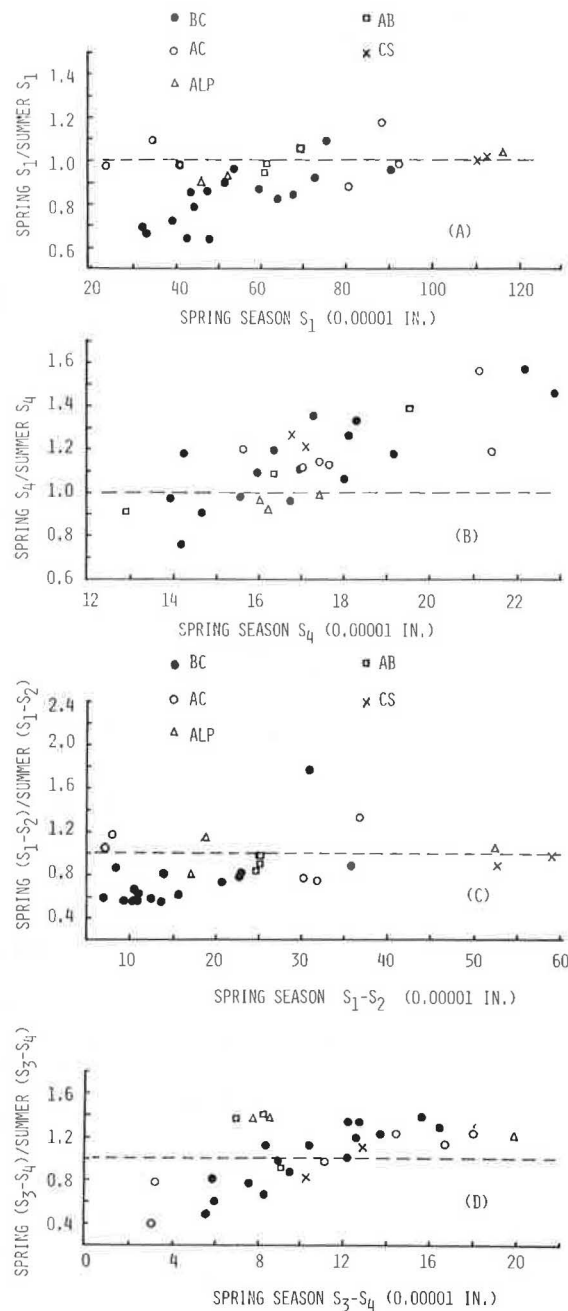 BC AB
AC CS
ALP
SPRING S1/SUMMER S1
1.4
1.2
1.0
0.8
0.6
(A)
20 40 60 80 100 120
SPRING SEASON S1 (0.00001 IN.)
SPRING S4/SUMMER S4
1.6
1.4
1.2
1.0
0.8
0.6
(B)
12 14 16 18 20 22
SPRING SEASON S4 (0.00001 IN.)
BC AB
AC CS
ALP
SPRING (S1-S2)/SUMMER (S1-S2)
2.4
2.0
1.6
1.2
0.8
0.4
(C)
10 20 30 40 50 60
SPRING SEASON S1-S2 (0.00001 IN.)
SPRING (S3-S4)/SUMMER (S3-S4)
1.6
1.2
0.8
0.4
(D)
0 4 8 12 16 20
SPRING SEASON S3-S4 (0.00001 IN.)